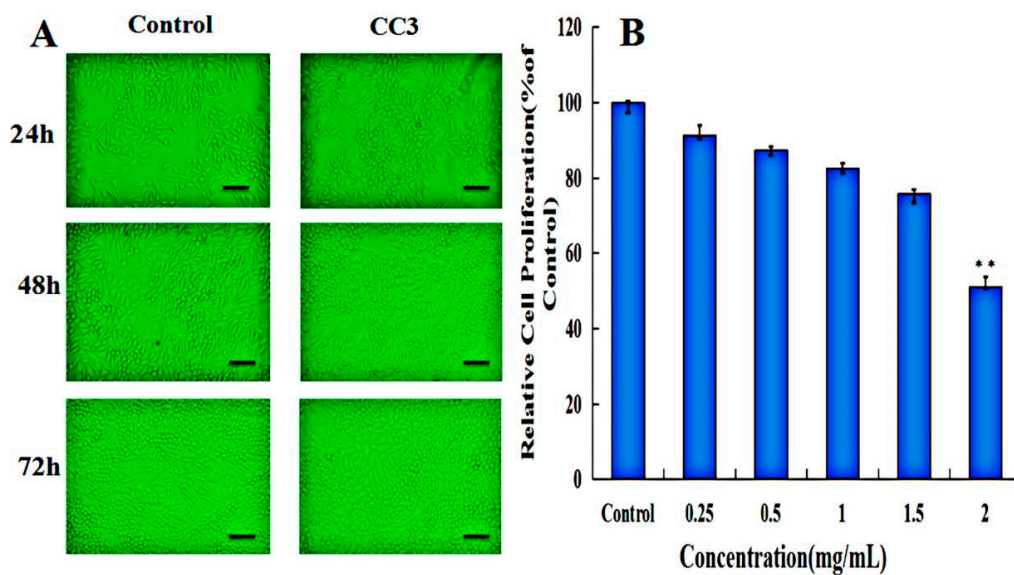 A
Control
CC3
24h
48h
72h
B
Relative Cell Proliferation(%of
Control)
120
100
80
60
40
20
0
**
Control 0.25 0.5 1 1.5 2
Concentration(mg/mL)